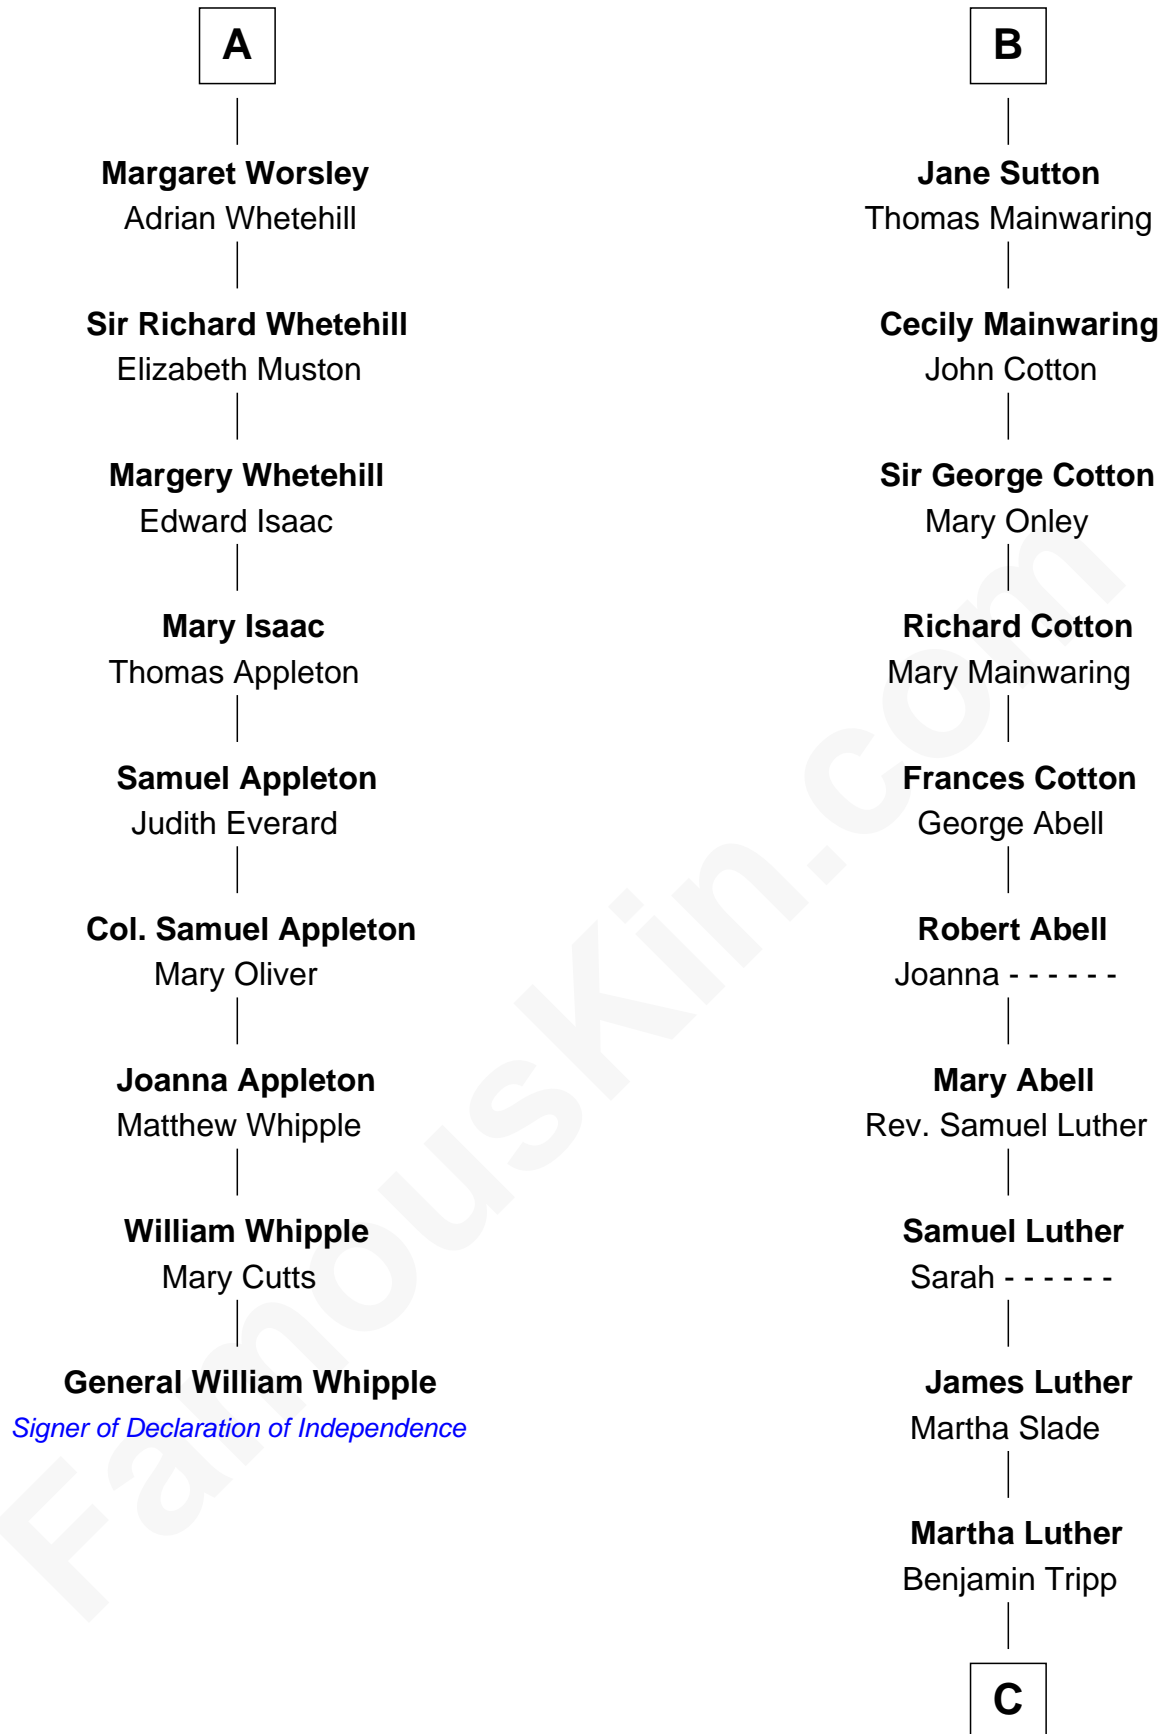 A
Margaret Worsley
Adrian Whetehill
Sir Richard Whetehill
Elizabeth Muston
Margery Whetehill
Edward Isaac
Mary Isaac
Thomas Appleton
Samuel Appleton
Judith Everard
Col. Samuel Appleton
Mary Oliver
Joanna Appleton
Matthew Whipple
William Whipple
Mary Cutts
General William Whipple
Signer of Declaration of Independence
B
Jane Sutton
Thomas Mainwaring
Cecily Mainwaring
John Cotton
Sir George Cotton
Mary Onley
Richard Cotton
Mary Mainwaring
Frances Cotton
George Abell
Robert Abell
Joanna - - - - - -
Mary Abell
Rev. Samuel Luther
Samuel Luther
Sarah - - - - - -
James Luther
Martha Slade
Martha Luther
Benjamin Tripp
C
FamousKin.com